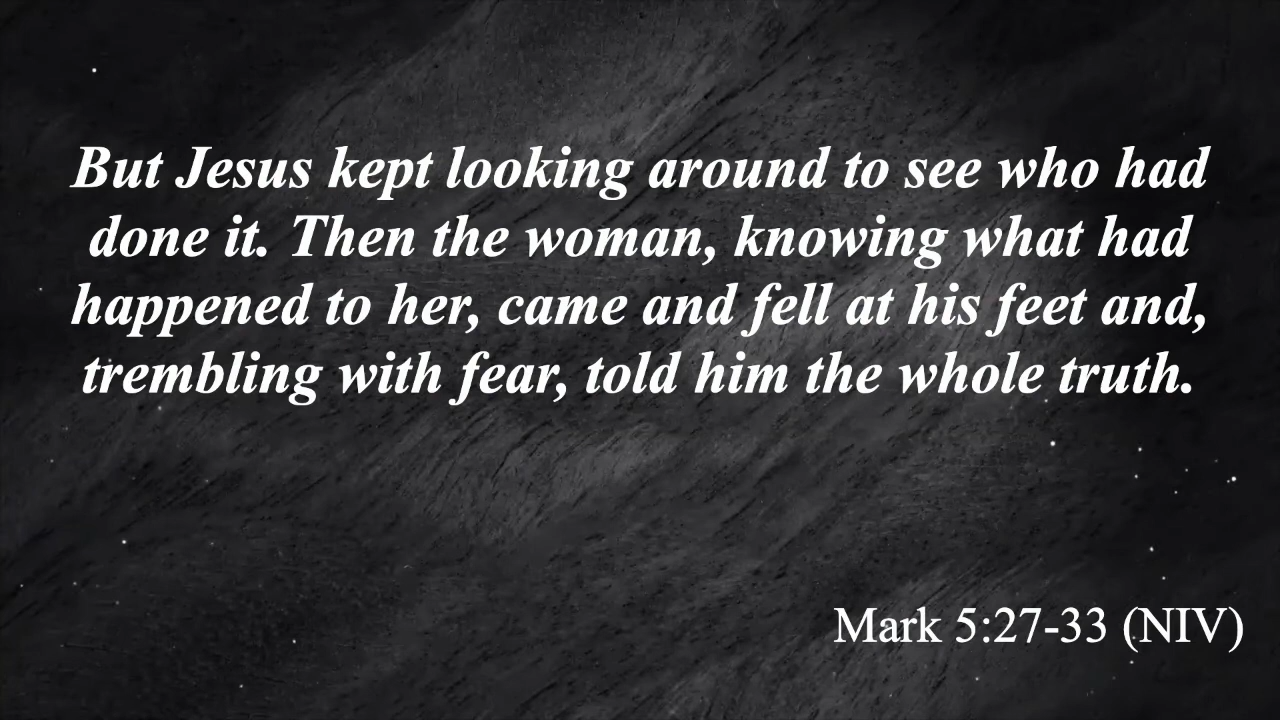 But Jesus kept looking around to see who had
done it. Then the woman, knowing what had
happened to her, came and fell at his feet and,
trembling with fear, told him the whole truth.
Mark 5:27-33 (NIV)